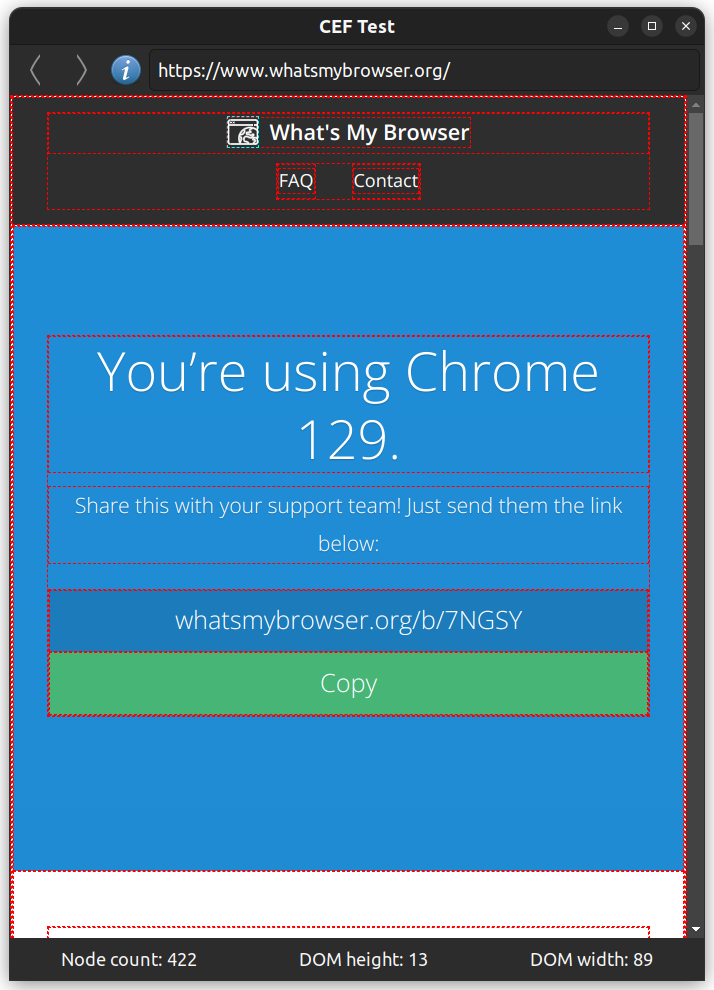 CEF Test
https://www.whatsmybrowser.org/
What's My Browser
FAQ Contact
You’re using Chrome
129.
Share this with your support team! Just send them the link
below:
whatsmybrowser.org/b/7NGSY
Copy
Node count: 422 DOM height: 13 DOM width: 89